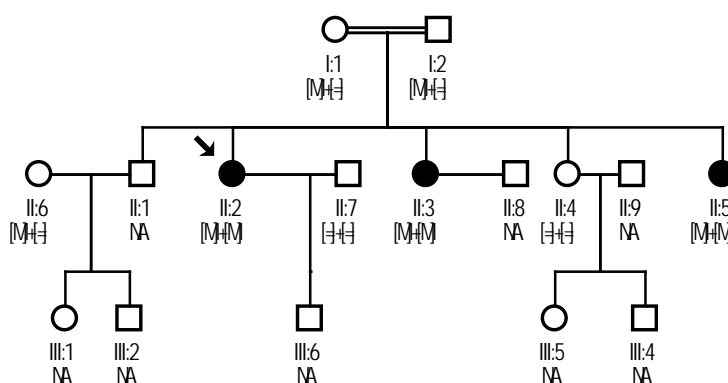 I:1 I:2
[M]+[=] [M]+[=]
II:6 II:1 II:2 II:7 II:3 II:8 II:4 II:9 II:5
[M]+[=] NA [M]+[M] [=]+[=] [M]+[M] NA [=]+[=] NA [M]+[M
III:1 III:2 III:6 III:5 III:4
NA NA NA NA NA